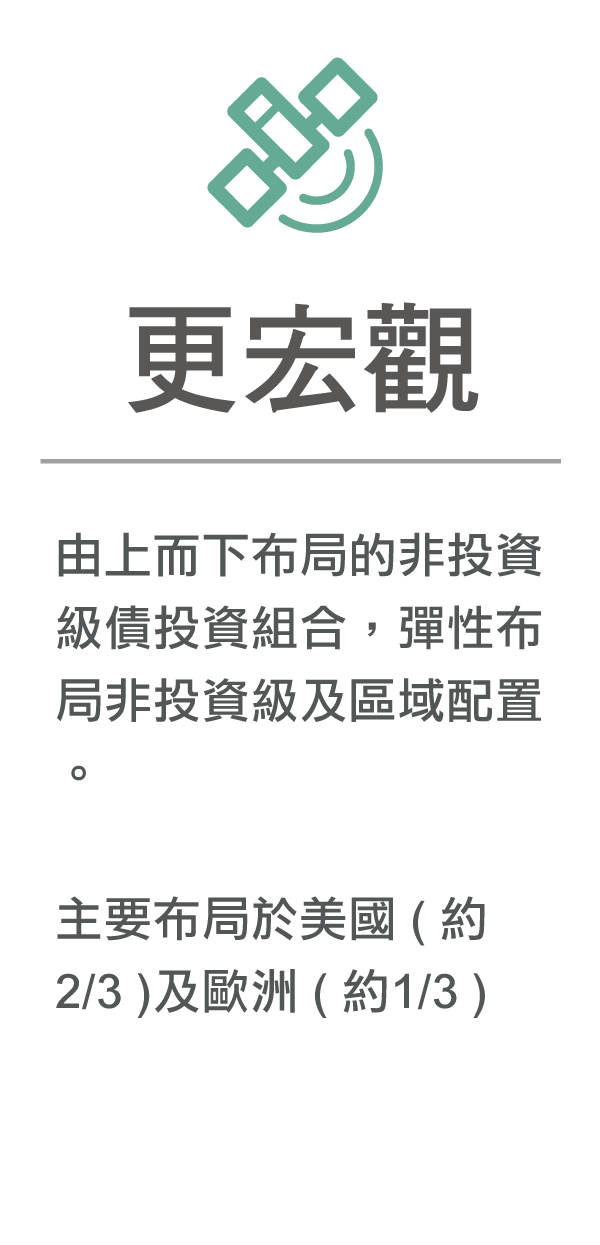 更宏觀
由上而下布局的非投資
級債投資組合，彈性布
局非投資級及區域配置
。
主要布局於美國 ( 約
2/3 )及歐洲 ( 約1/3 )